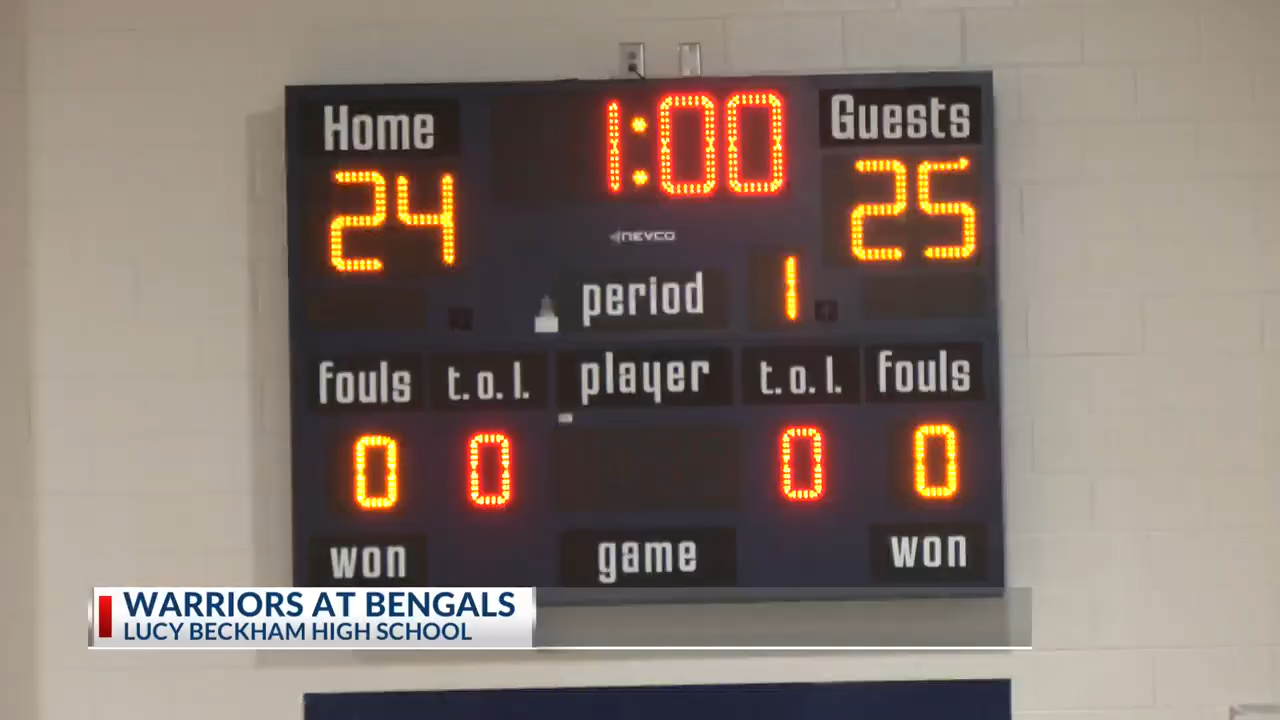 Home 1:00 Guests
24 25
NEVCO
period 1
fouls t.o.l. player t.o.l. fouls
0 0 0 0
won game won
WARRIORS AT BENGALS
LUCY BECKHAM HIGH SCHOOL